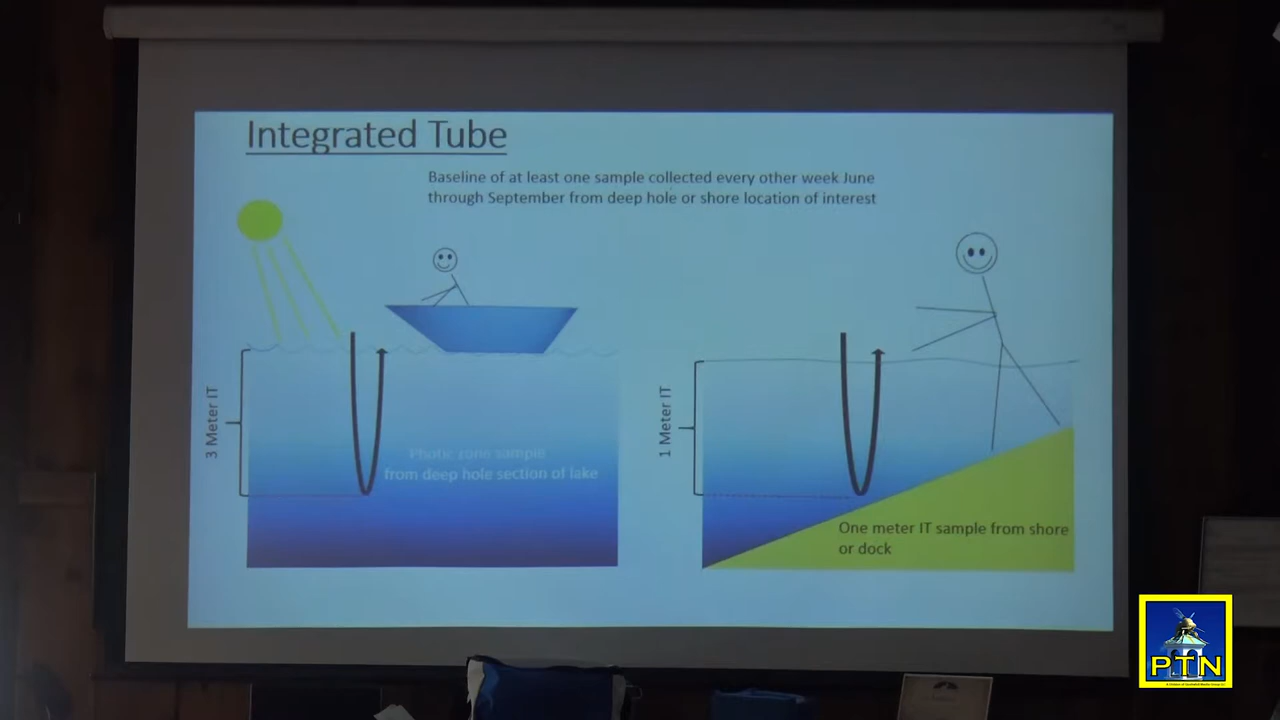 Integrated Tube
Baseline of at least one sample collected every other week June
through September from deep hole or shore location of interest
3 Meter IT
Photic zone sample
from deep hole section of lake
1 Meter IT
One meter IT sample from shore
or dock
PTN